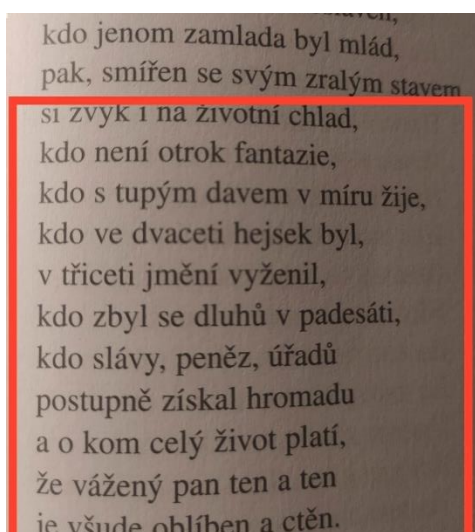 kdo jenom zamlada byl mlád,
pak, smířen se svým zralým stavem
si zvyk i na životní chlad,
kdo není otrok fantazie,
kdo s tupým davem v míru žije,
kdo ve dvaceti hejsek byl,
v třiceti jmění vyženil,
kdo zbyl se dluhů v padesáti,
kdo slávy, peněz, úřadů
postupně získal hromadu
a o kom celý život platí,
že vážený pan ten a ten
je všude oblíben a ctěn.